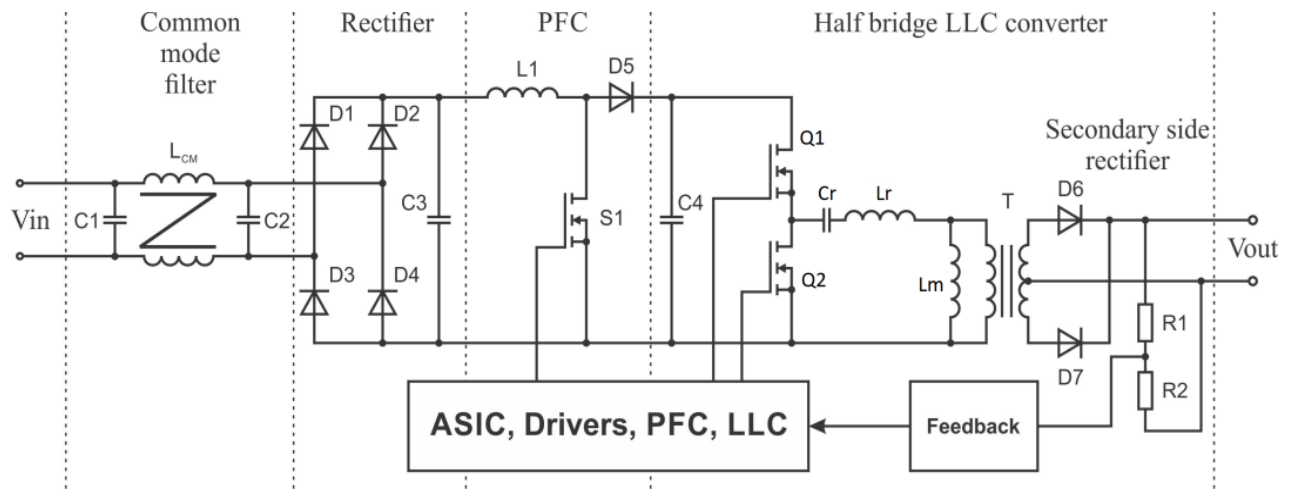 Common
mode
filter
Rectifier
PFC
Half bridge LLC converter
L1
D5
D1
D2
Q1
Secondary side
rectifier
L_CM
Cr
Lr
D6
T
Vin
C1
C2
C3
S1
C4
Vout
D3
D4
Q2
Lm
R1
D7
R2
ASIC, Drivers, PFC, LLC
Feedback